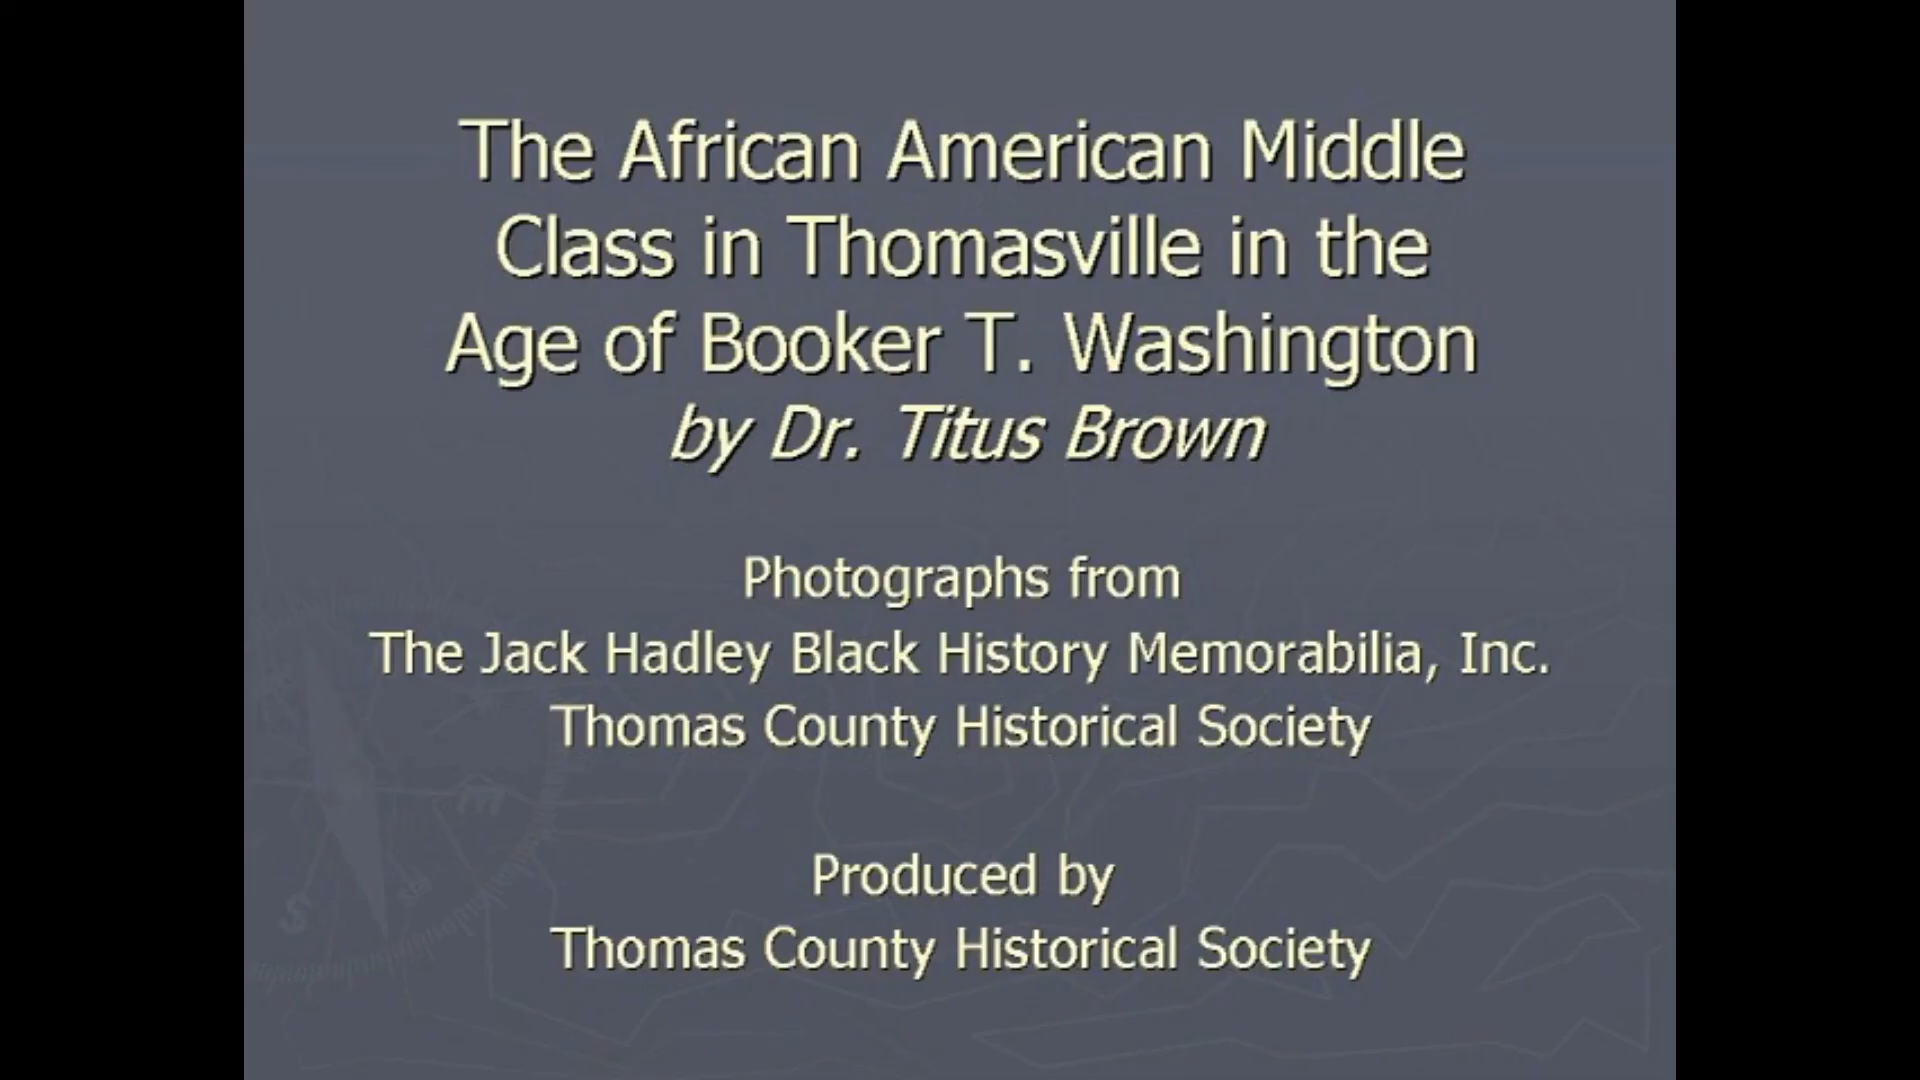 The African American Middle
Class in Thomasville in the
Age of Booker T. Washington
by Dr. Titus Brown
Photographs from
The Jack Hadley Black History Memorabilia, Inc.
Thomas County Historical Society
Produced by
Thomas County Historical Society
S
E